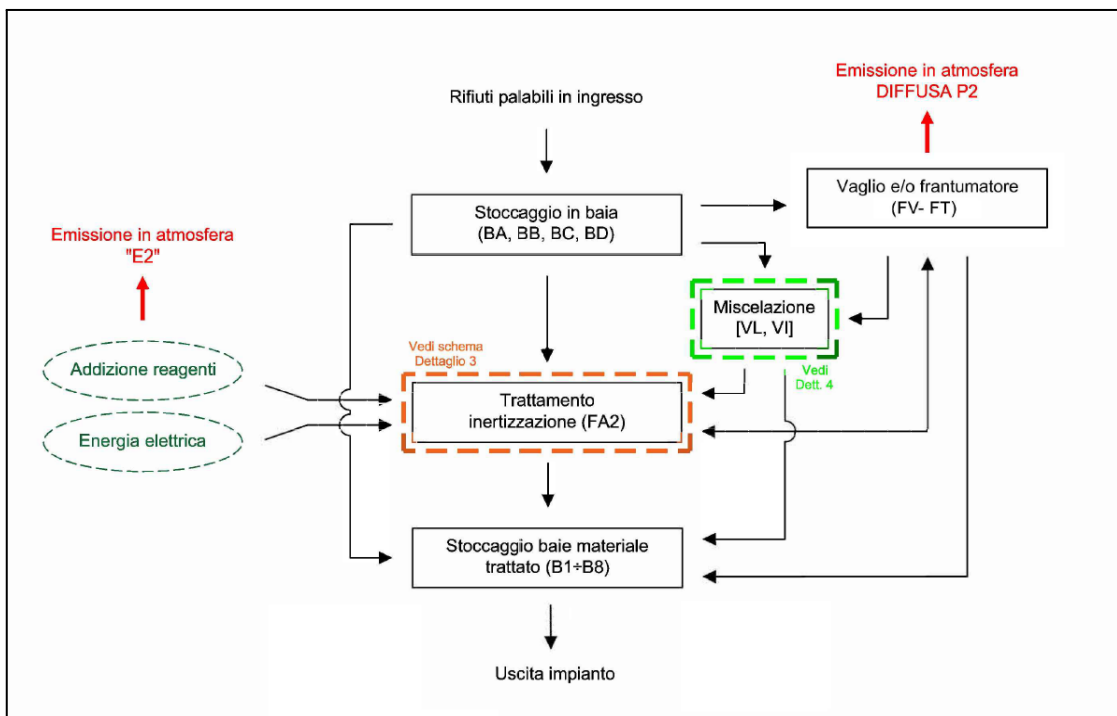 Emissione in atmosfera
DIFFUSA P2
Rifiuti palabili in ingresso
Vaglio e/o frantumatore
(FV- FT)
Stoccaggio in baia
(BA, BB, BC, BD)
Emissione in atmosfera
"E2"
Miscelazione
[VL, VI]
Vedi schema
Dettaglio 3
Vedi
Dett. 4
Addizione reagenti
Trattamento
inertizzazione (FA2)
Energia elettrica
Stoccaggio baie materiale
trattato (B1÷B8)
Uscita impianto